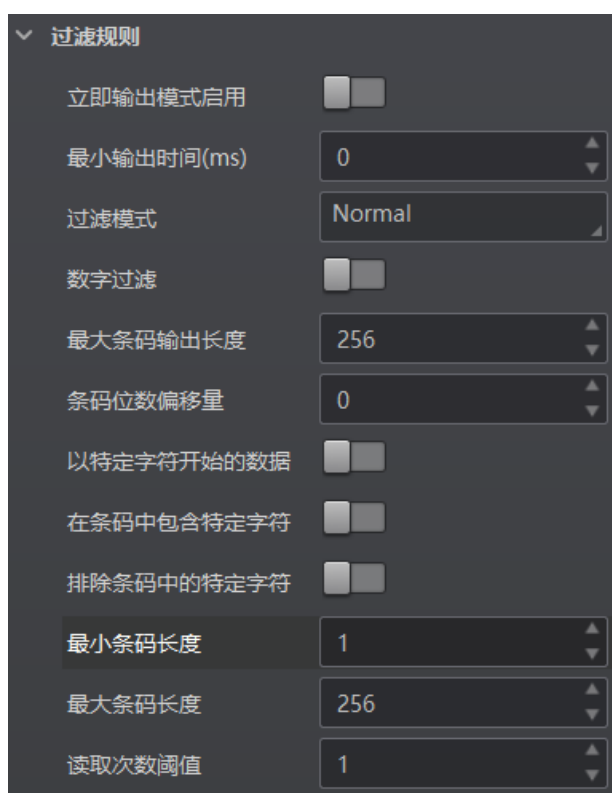 过滤规则
立即输出模式启用
最小输出时间(ms) 0
过滤模式 Normal
数字过滤
最大条码输出长度 256
条码位数偏移量 0
以特定字符开始的数据
在条码中包含特定字符
排除条码中的特定字符
最小条码长度 1
最大条码长度 256
读取次数阈值 1